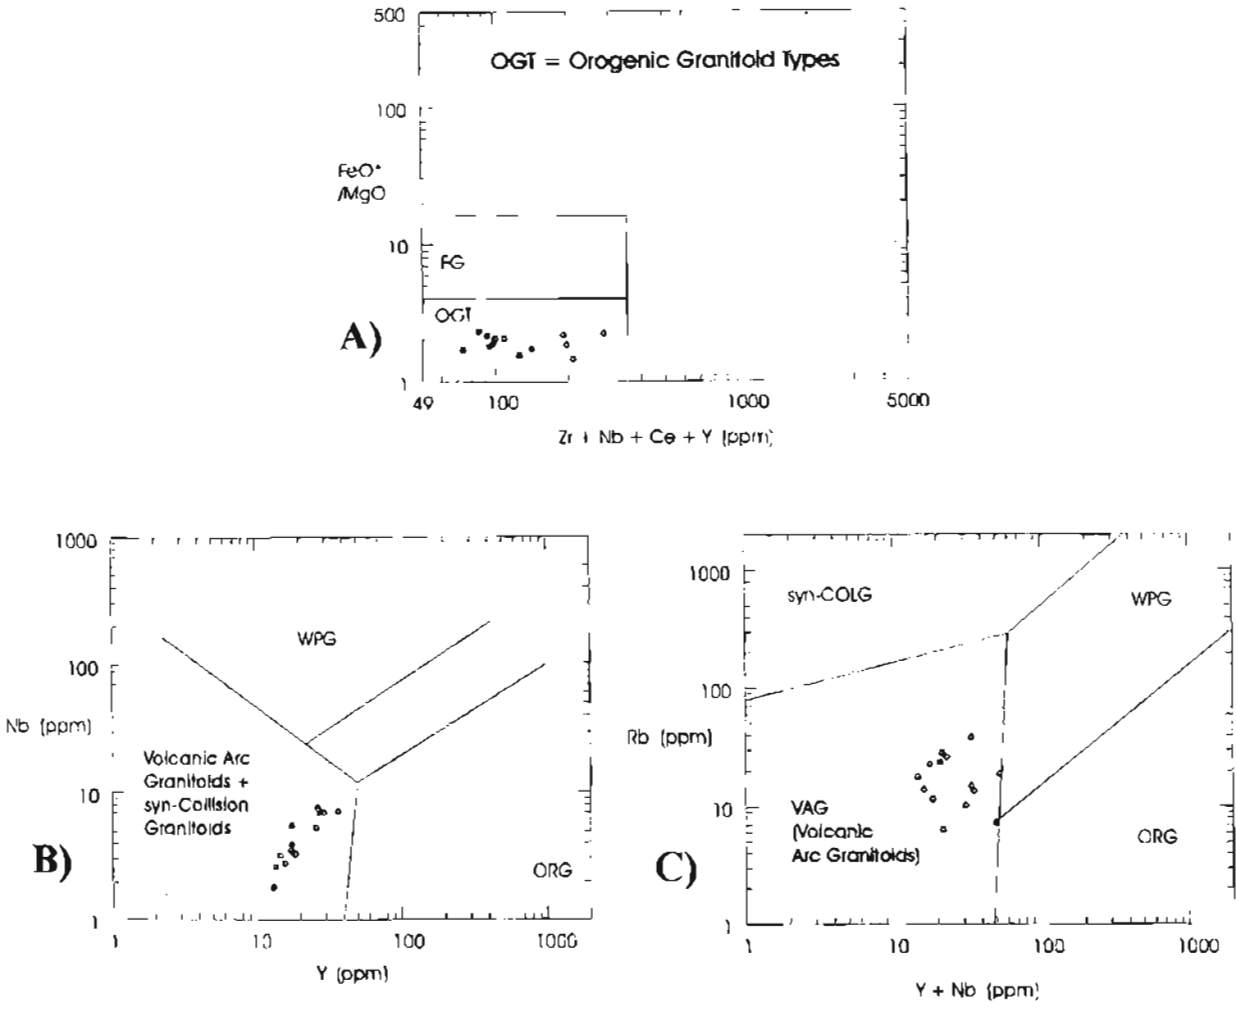 500
OGT = Orogenic Granitoid Types
100
FeO*
/MgO
10
FG
OGT
A)
1
49 100 1000 5000
Zr + Nb + Ce + Y (ppm)
1000
WPG
100
Nb (ppm)
Volcanic Arc
Granitoids +
syn-Collision
Granitoids
10
B)
ORG
1
1 10 100 1000
Y (ppm)
1000
syn-COLG
WPG
100
Rb (ppm)
10
VAG
(Volcanic
Arc Granitoids)
ORG
C)
1
1 10 100 1000
Y + Nb (ppm)